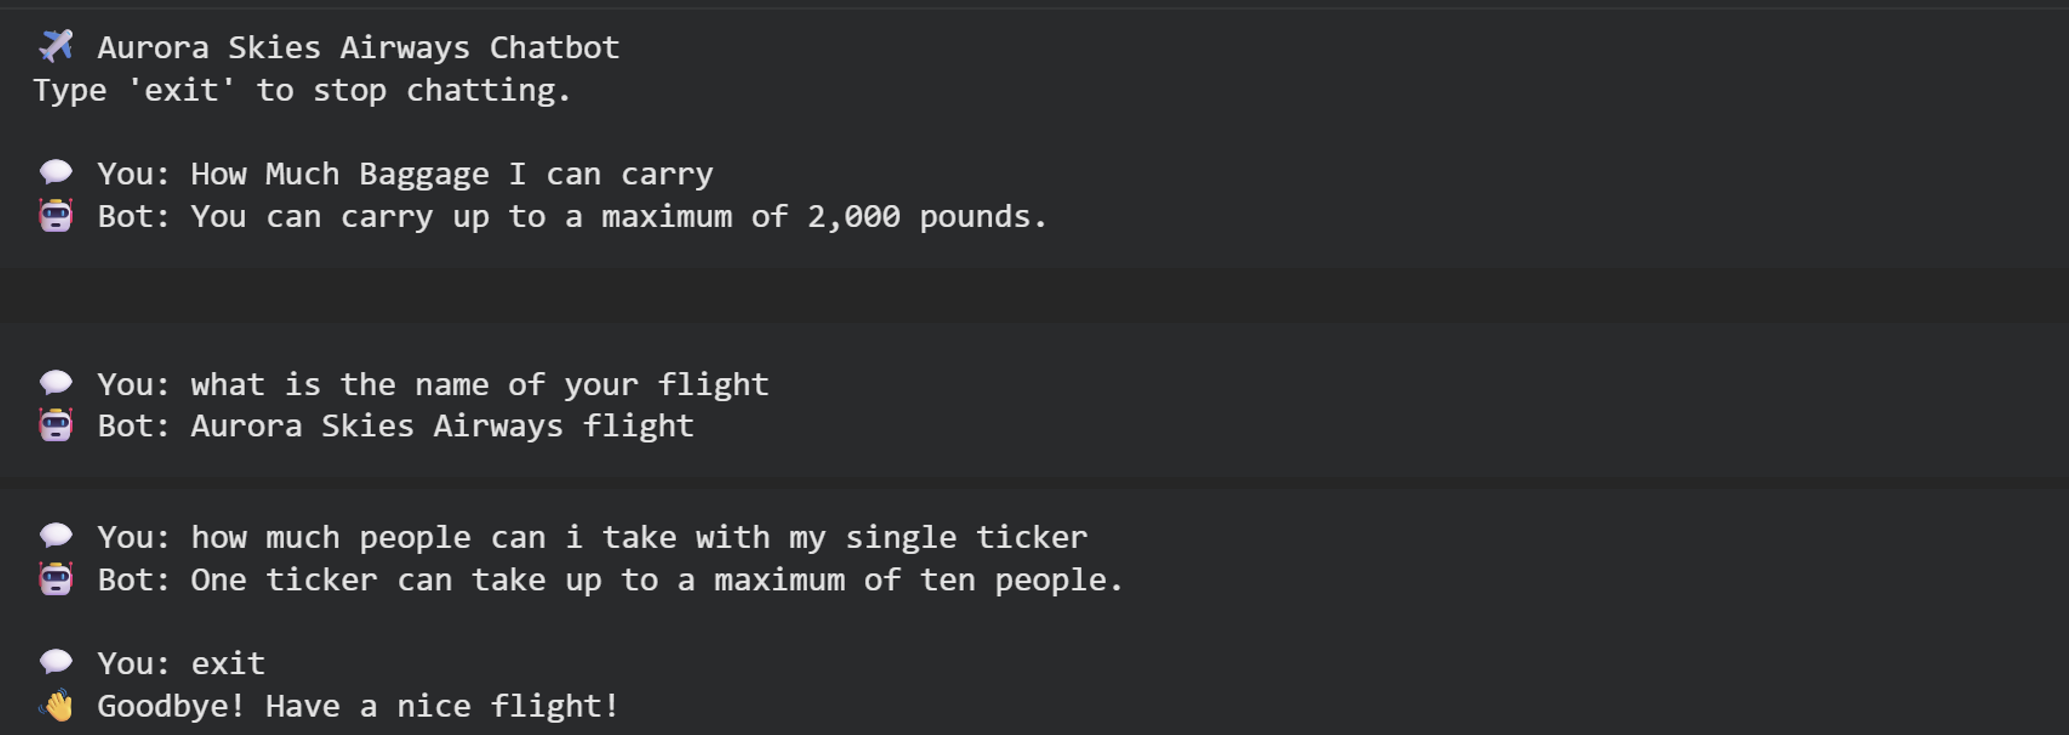 Aurora Skies Airways Chatbot
Type 'exit' to stop chatting.
You: How Much Baggage I can carry
Bot: You can carry up to a maximum of 2,000 pounds.
You: what is the name of your flight
Bot: Aurora Skies Airways flight
You: how much people can i take with my single ticker
Bot: One ticker can take up to a maximum of ten people.
You: exit
Goodbye! Have a nice flight!